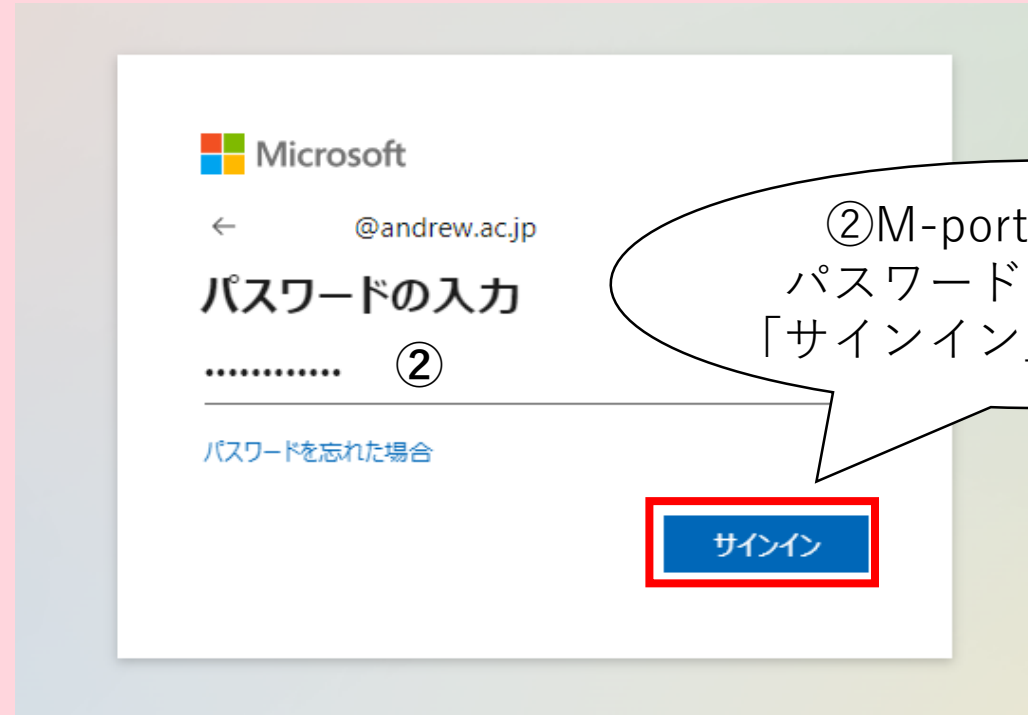 Microsoft
← @andrew.ac.jp
パスワードの入力
•••••••••••• ②
パスワードを忘れた場合
サインイン
②M-port
パスワード
「サインイン」